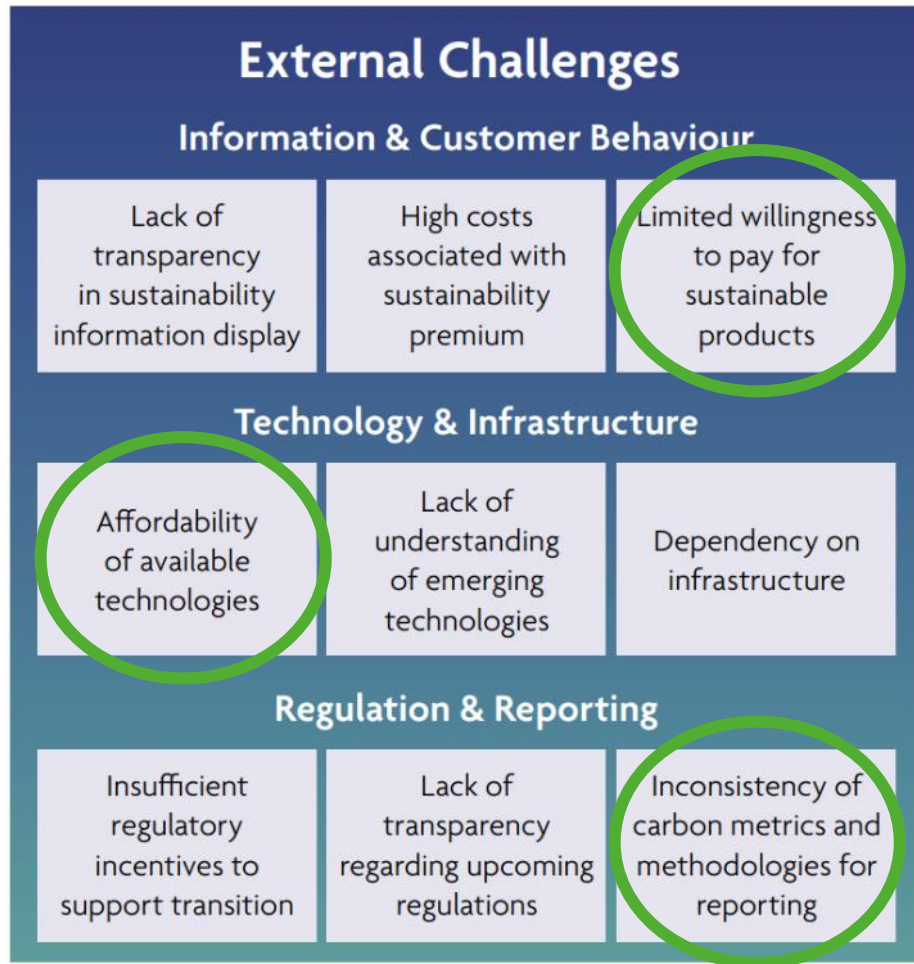 External Challenges
Information & Customer Behaviour
Lack of
transparency
in sustainability
information display
High costs
associated with
sustainability
premium
Limited willingness
to pay for
sustainable
products
Technology & Infrastructure
Affordability
of available
technologies
Lack of
understanding
of emerging
technologies
Dependency on
infrastructure
Regulation & Reporting
Insufficient
regulatory
incentives to
support transition
Lack of
transparency
regarding upcoming
regulations
Inconsistency of
carbon metrics and
methodologies for
reporting